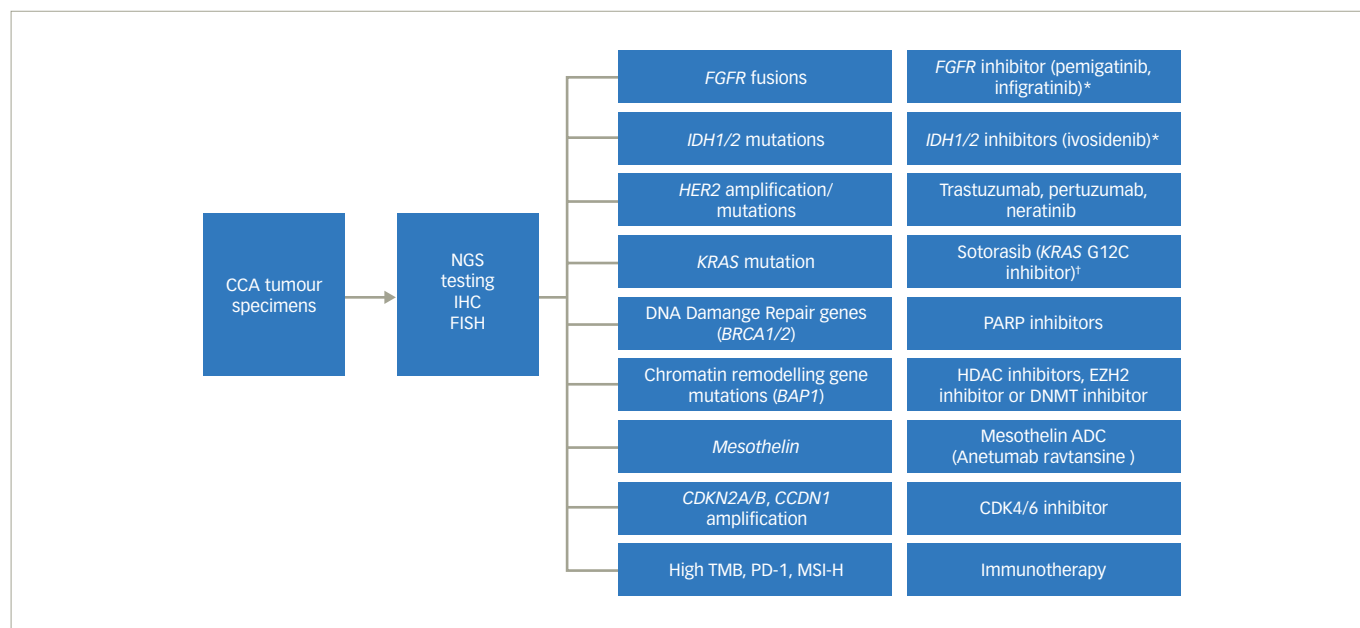 CCA tumour
specimens
NGS
testing
IHC
FISH
FGFR fusions
FGFR inhibitor (pemigatinib,
infigratinib)*
IDH1/2 mutations
IDH1/2 inhibitors (ivosidenib)*
HER2 amplification/
mutations
Trastuzumab, pertuzumab,
neratinib
KRAS mutation
Sotorasib (KRAS G12C
inhibitor)†
DNA Damange Repair genes
(BRCA1/2)
PARP inhibitors
Chromatin remodelling gene
mutations (BAP1)
HDAC inhibitors, EZH2
inhibitor or DNMT inhibitor
Mesothelin
Mesothelin ADC
(Anetumab ravtansine )
CDKN2A/B, CCDN1
amplification
CDK4/6 inhibitor
High TMB, PD-1, MSI-H
Immunotherapy